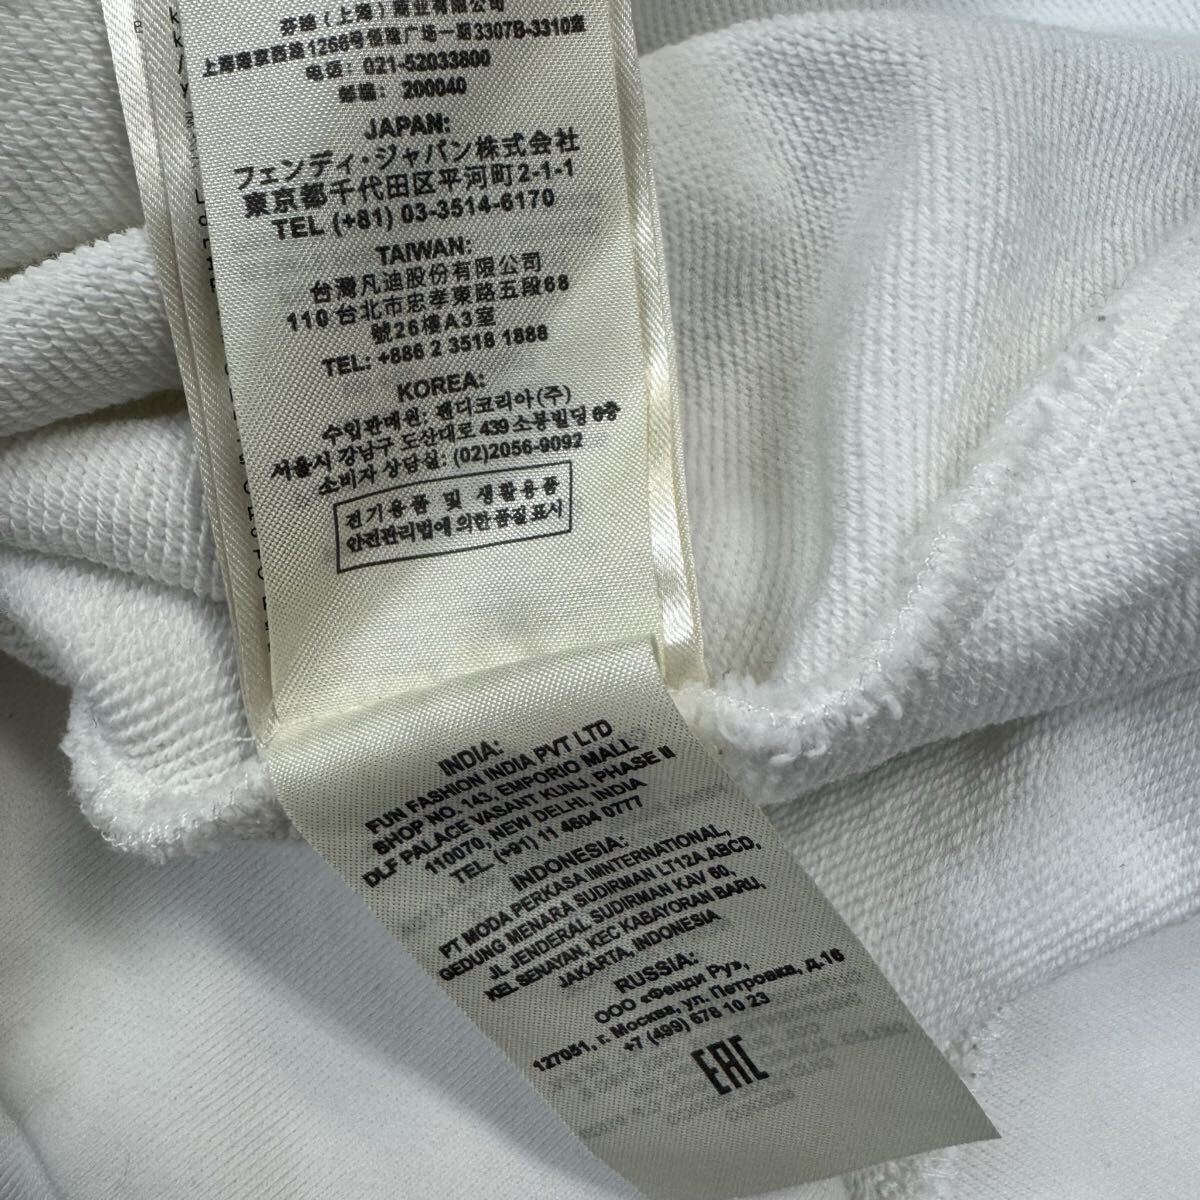 芬迪(上海)商业有限公司
上海南京西路1266号恒隆广场一期3307B-3310室
电话: 021-52033800
邮编: 200040
JAPAN:
フェンディ・ジャパン株式会社
東京都千代田区平河町2-1-1
TEL (+81) 03-3514-6170
TAIWAN:
台灣凡迪股份有限公司
110 台北市忠孝東路五段68
號26樓A3室
TEL: +886 2 3518 1888
KOREA:
수입판매원: 펜디코리아(주)
서울시 강남구 도산대로 439 소봉빌딩 6층
소비자 상담실: (02)2056-9092
전기용품 및 생활용품
안전관리법에 의한 품질표시
INDIA:
FUN FASHION INDIA PVT LTD
SHOP NO. 143, EMPORIO MALL
DLF PALACE VASANT KUNJ, PHASE II
110070, NEW DELHI, INDIA
TEL (+91) 11 4604 0777
INDONESIA:
PT MODA PERKASA IMNTERNATIONAL,
GEDUNG MENARA SUDIRMAN LT12A ABCD,
JL JENDERAL SUDIRMAN KAV 60,
KEL SENAYAN, KEC KABAYORAN BARU,
JAKARTA, INDONESIA
RUSSIA:
ООО «Фенди Ру»,
127051, г. Москва, ул. Петровка, д.16
+7 (499) 678 10 23
EAC